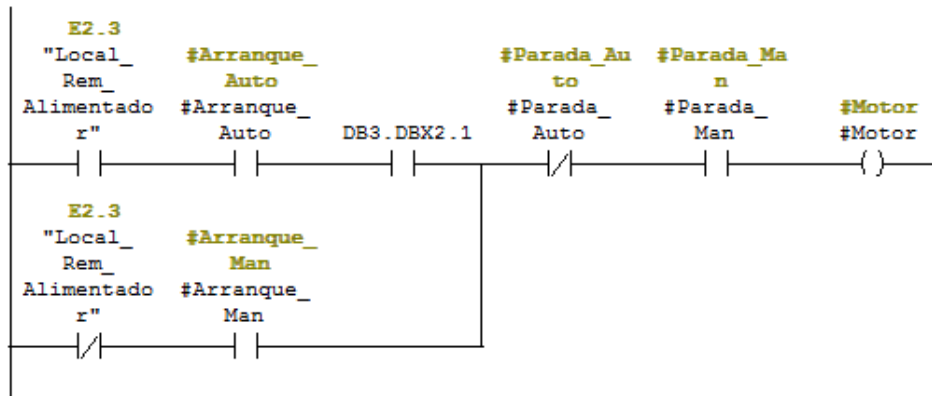 E2.3
"Local_
Rem_
Alimentado
r"
#Arranque_
Auto
#Arranque_
Auto
DB3.DBX2.1
#Parada_Au
to
#Parada_
Auto
#Parada_Ma
n
#Parada_
Man
#Motor
#Motor
E2.3
"Local_
Rem_
Alimentado
r"
#Arranque_
Man
#Arranque_
Man